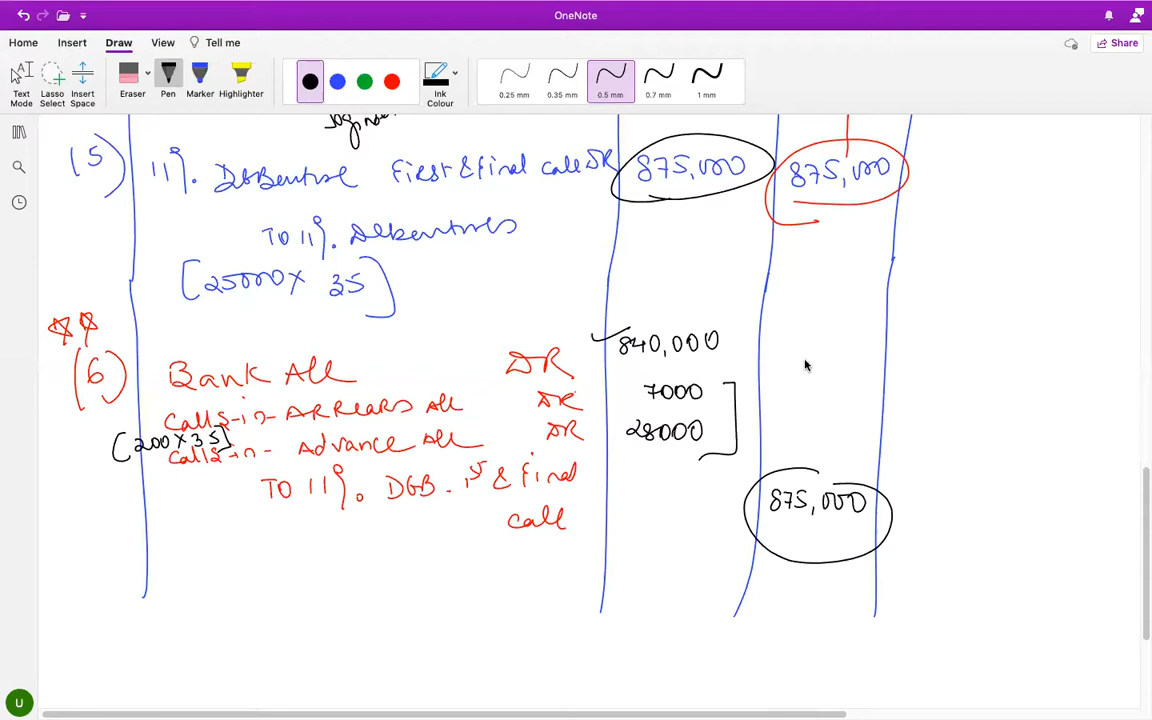 OneNote
Home Insert Draw View Tell me Share
Text Mode
Lasso Select
Insert Space
Eraser
Pen
Marker
Highlighter
Ink Colour
0.25 mm
0.35 mm
0.5 mm
0.7 mm
1 mm
(5) 11%. DEBenture First & Final call DR 875,000 875,000
TO 11%. Debentures
[25000 X 35]
840,000
(6) Bank All DR
7000
Calls-in-ARRears All DR
28000
[200 X 35]
calls-in- Advance All DR
TO 11%. DEB. 1st & final
875,000
call
U